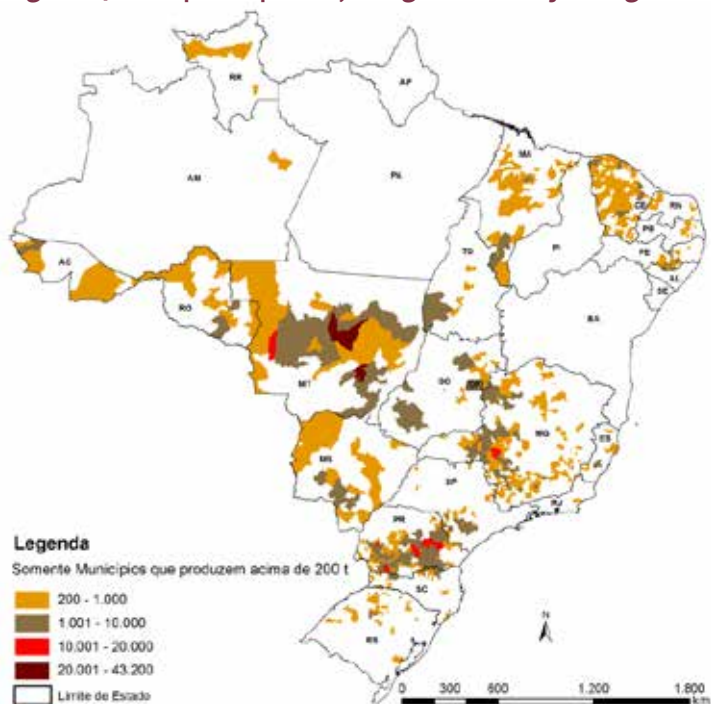 RR
AP
AM
PA
MA
CE
RN
PB
PE
AL
SE
PI
TO
AC
RO
BA
MT
GO
DF
MG
ES
MS
SP
RJ
PR
SC
RS
Legenda
Somente Municípios que produzem acima de 200 t
200 - 1.000
1.001 - 10.000
10.001 - 20.000
20.001 - 43.200
Limite de Estado
N
0 300 600 1.200 1.800
km